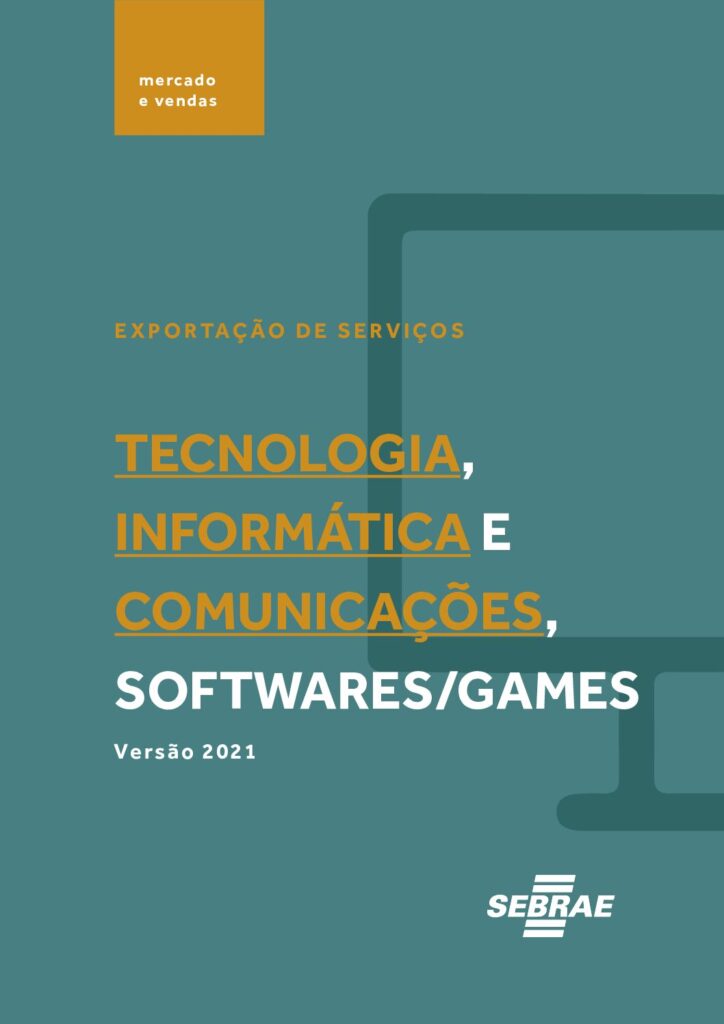 mercado
e vendas
EXPORTAÇÃO DE SERVIÇOS
TECNOLOGIA,
INFORMÁTICA E
COMUNICAÇÕES,
SOFTWARES/GAMES
Versão 2021
SEBRAE